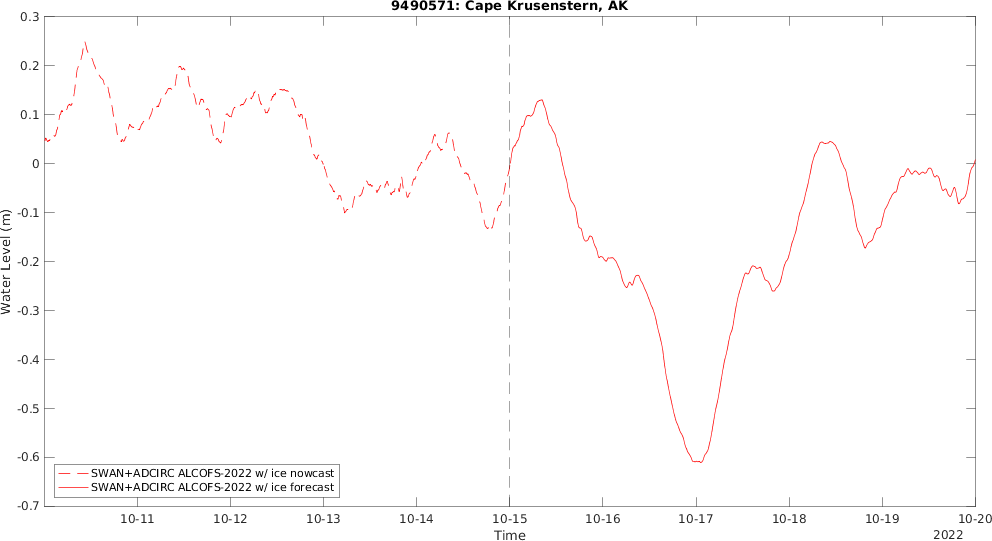 9490571: Cape Krusenstern, AK
0.3
0.2
0.1
0
-0.1
-0.2
-0.3
-0.4
-0.5
-0.6
-0.7
Water Level (m)
SWAN+ADCIRC ALCOFS-2022 w/ ice nowcast
SWAN+ADCIRC ALCOFS-2022 w/ ice forecast
10-11 10-12 10-13 10-14 10-15 10-16 10-17 10-18 10-19 10-20
Time
2022